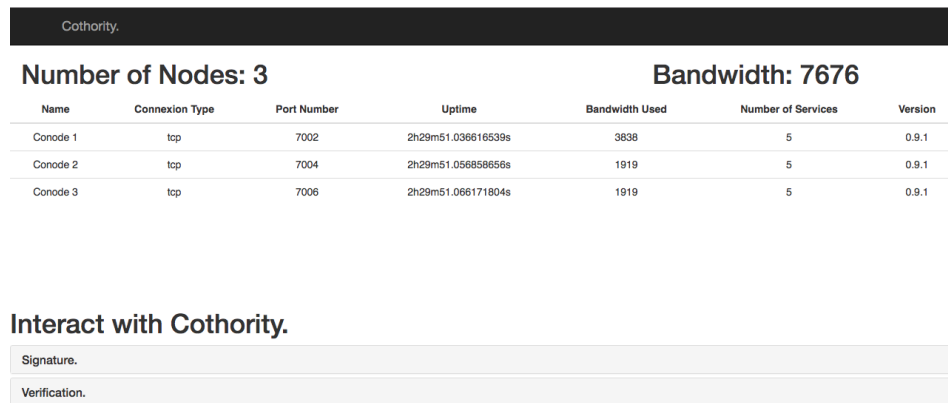 Cothority.
Number of Nodes: 3 Bandwidth: 7676
Name Connexion Type Port Number Uptime Bandwidth Used Number of Services Version
Conode 1 tcp 7002 2h29m51.036616539s 3838 5 0.9.1
Conode 2 tcp 7004 2h29m51.056858656s 1919 5 0.9.1
Conode 3 tcp 7006 2h29m51.066171804s 1919 5 0.9.1
Interact with Cothority.
Signature.
Verification.